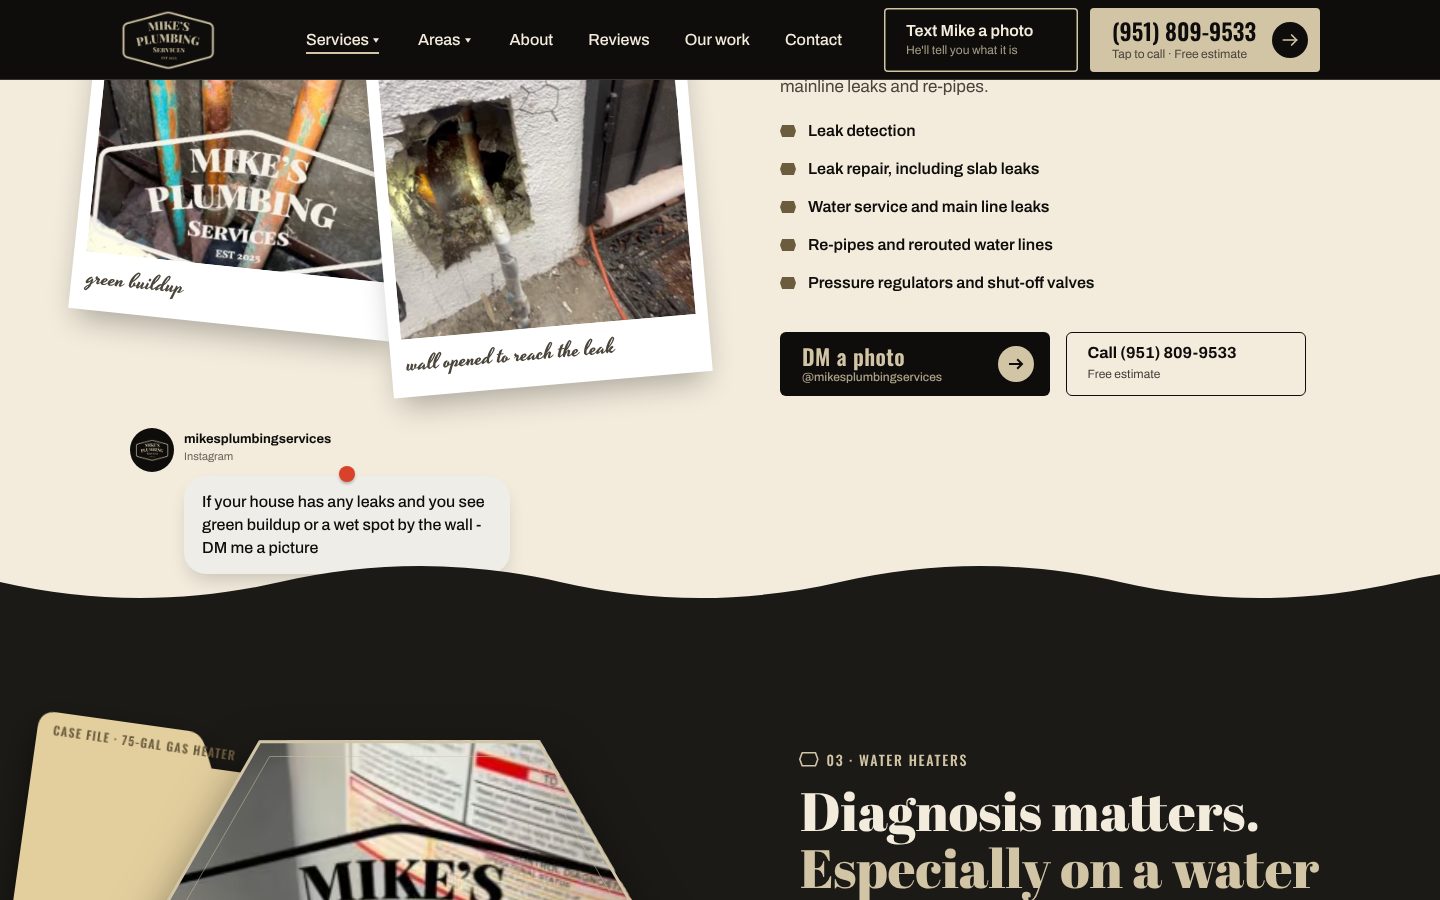 MIKE'S
PLUMBING
SERVICES
EST 2025
Services
Areas
About
Reviews
Our work
Contact
Text Mike a photo
He'll tell you what it is
(951) 809-9533
Tap to call · Free estimate
mainline leaks and re-pipes.
MIKE'S
PLUMBING
SERVICES
EST 2025
green buildup
wall opened to reach the leak
Leak detection
Leak repair, including slab leaks
Water service and main line leaks
Re-pipes and rerouted water lines
Pressure regulators and shut-off valves
DM a photo
@mikesplumbingservices
Call (951) 809-9533
Free estimate
mikesplumbingservices
Instagram
If your house has any leaks and you see
green buildup or a wet spot by the wall -
DM me a picture
CASE FILE · 75-GAL GAS HEATER
MIKE'S
03 · WATER HEATERS
Diagnosis matters.
Especially on a water